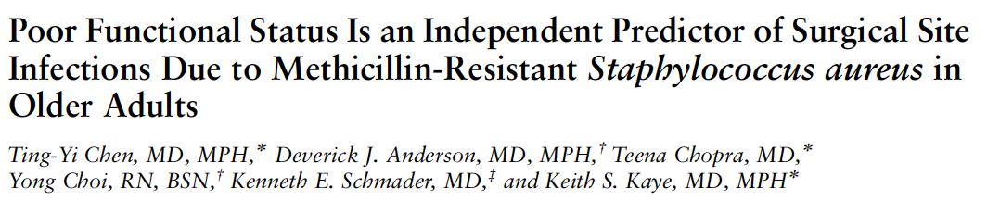 Poor Functional Status Is an Independent Predictor of Surgical Site
Infections Due to Methicillin-Resistant Staphylococcus aureus in
Older Adults
Ting-Yi Chen, MD, MPH,* Deverick J. Anderson, MD, MPH,† Teena Chopra, MD,*
Yong Choi, RN, BSN,† Kenneth E. Schmader, MD,‡ and Keith S. Kaye, MD, MPH*